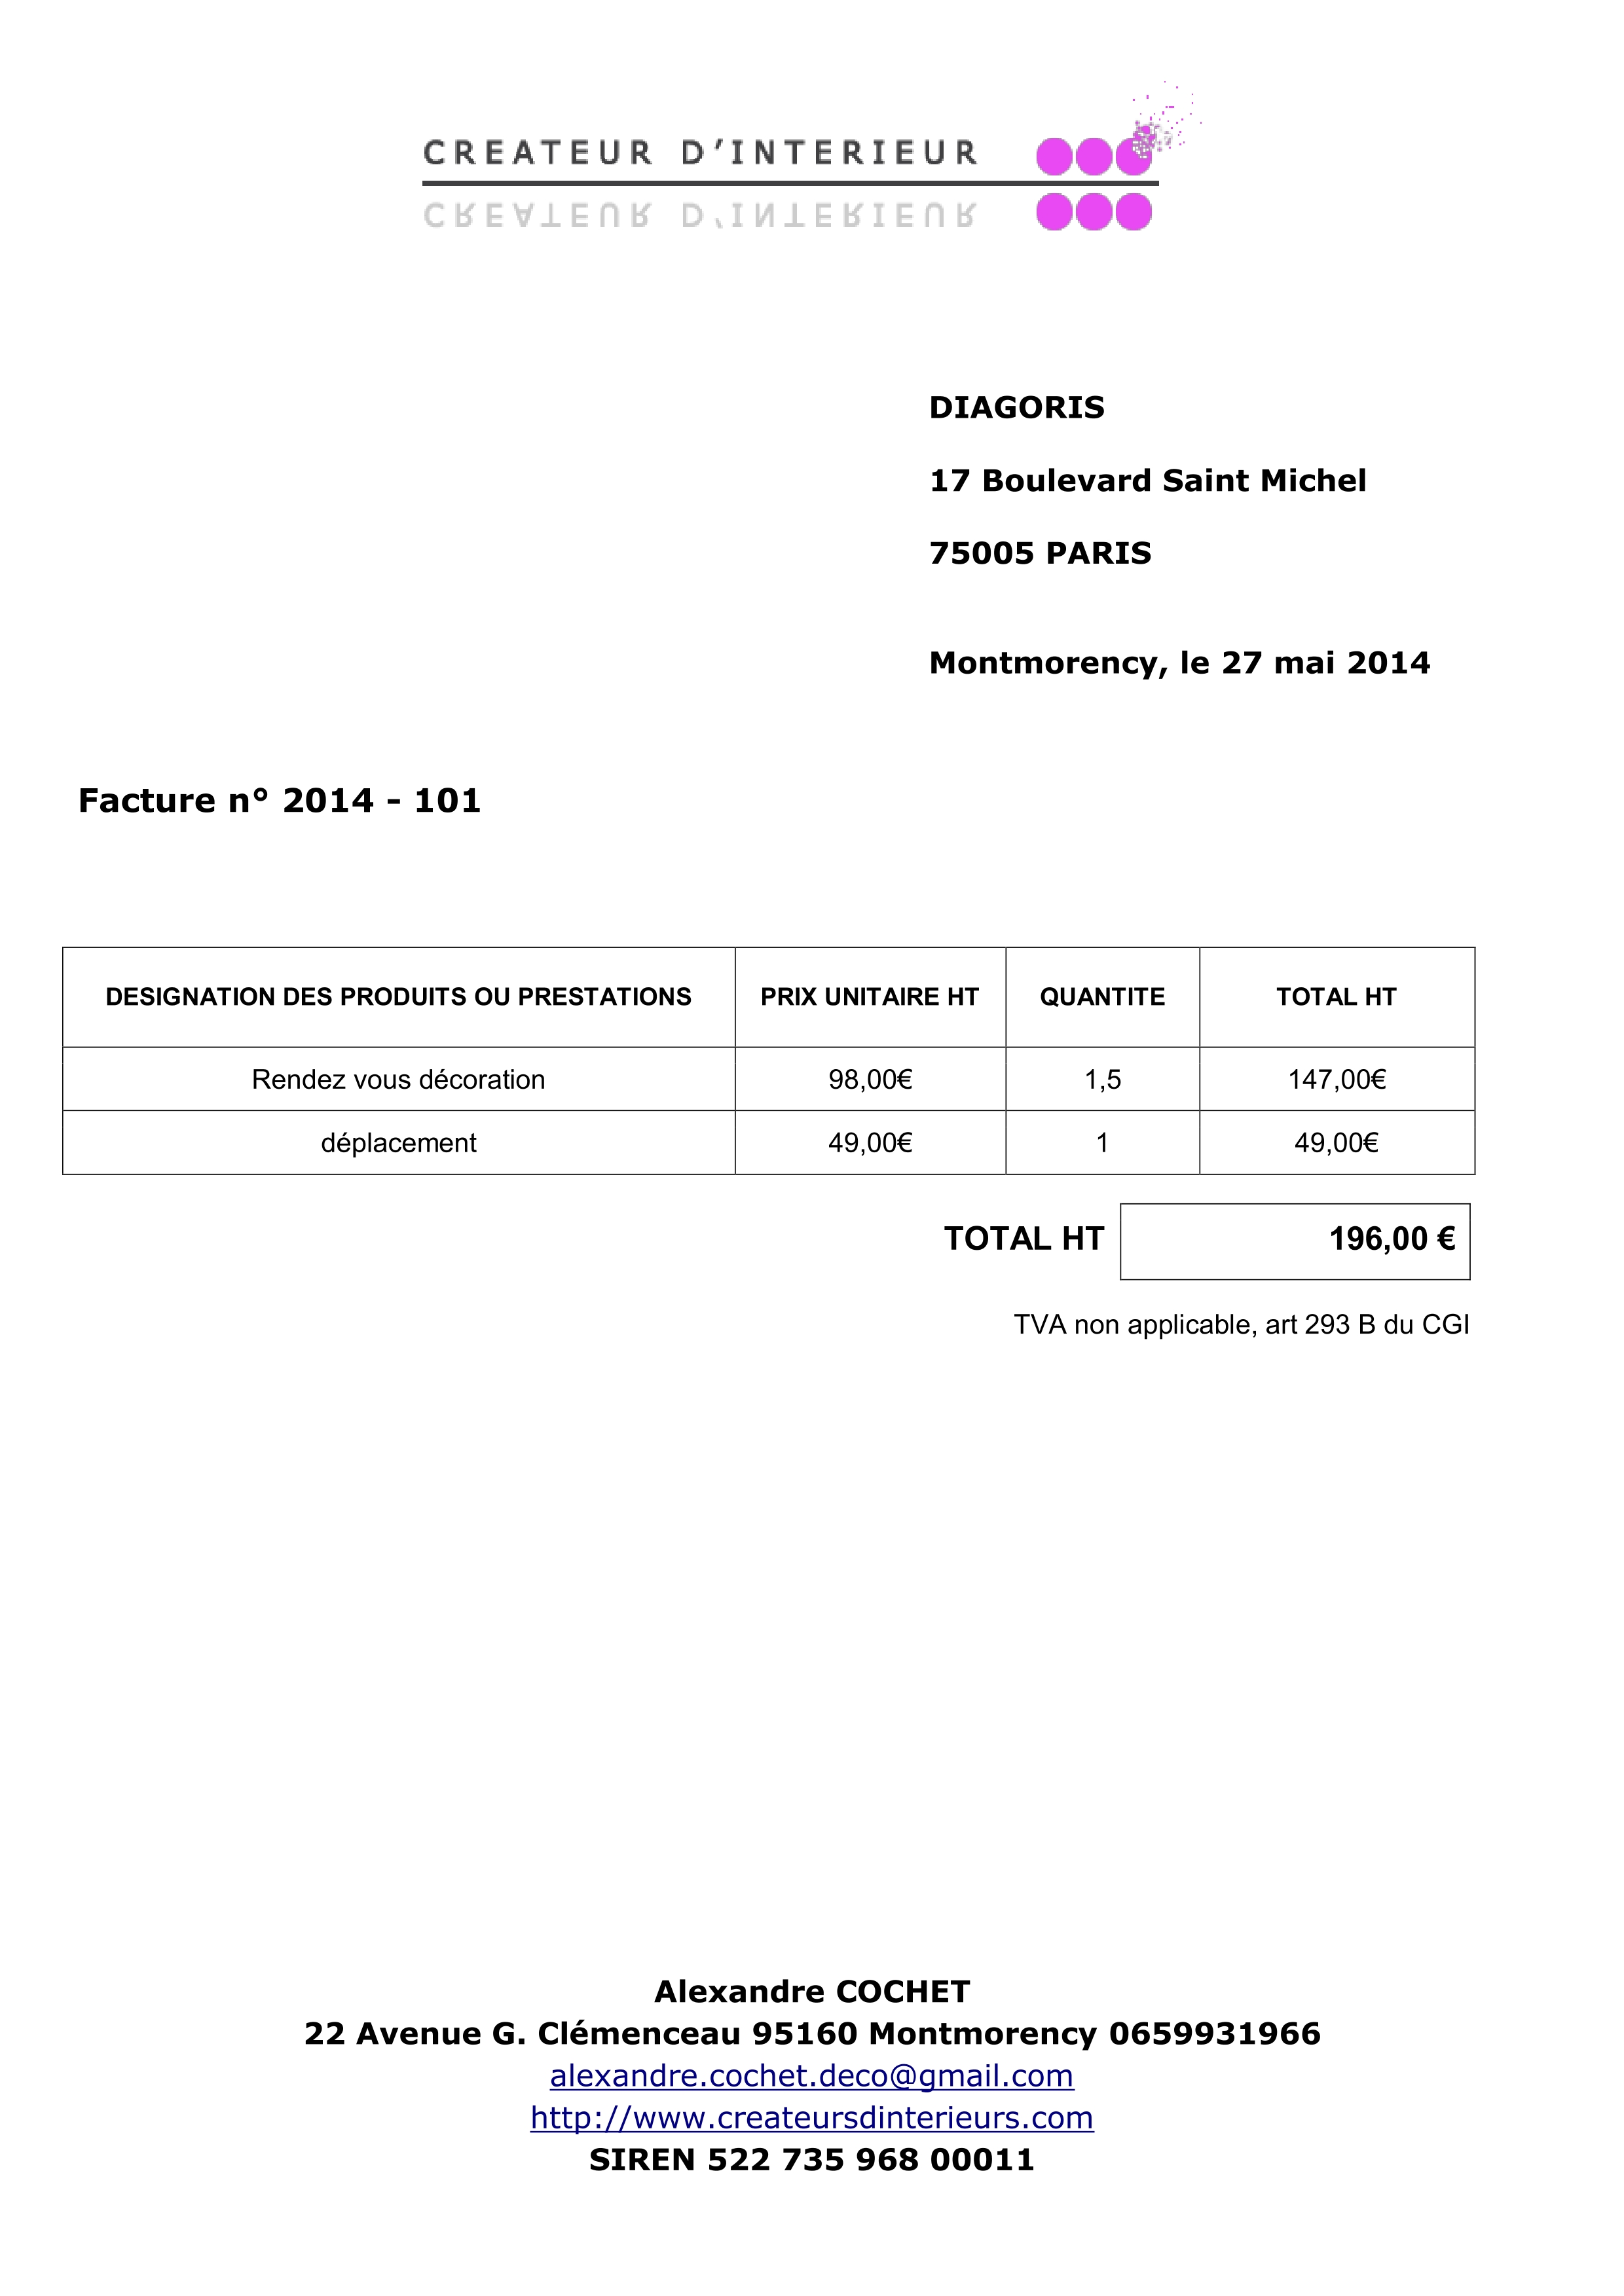 CREATEUR D'INTERIEUR
DIAGORIS
17 Boulevard Saint Michel
75005 PARIS
Montmorency, le 27 mai 2014
Facture n° 2014 - 101
DESIGNATION DES PRODUITS OU PRESTATIONS PRIX UNITAIRE HT QUANTITE TOTAL HT
Rendez vous décoration 98,00€ 1,5 147,00€
déplacement 49,00€ 1 49,00€
TOTAL HT 196,00 €
TVA non applicable, art 293 B du CGI
Alexandre COCHET
22 Avenue G. Clémenceau 95160 Montmorency 0659931966
alexandre.cochet.deco@gmail.com
http://www.createursdinterieurs.com
SIREN 522 735 968 00011